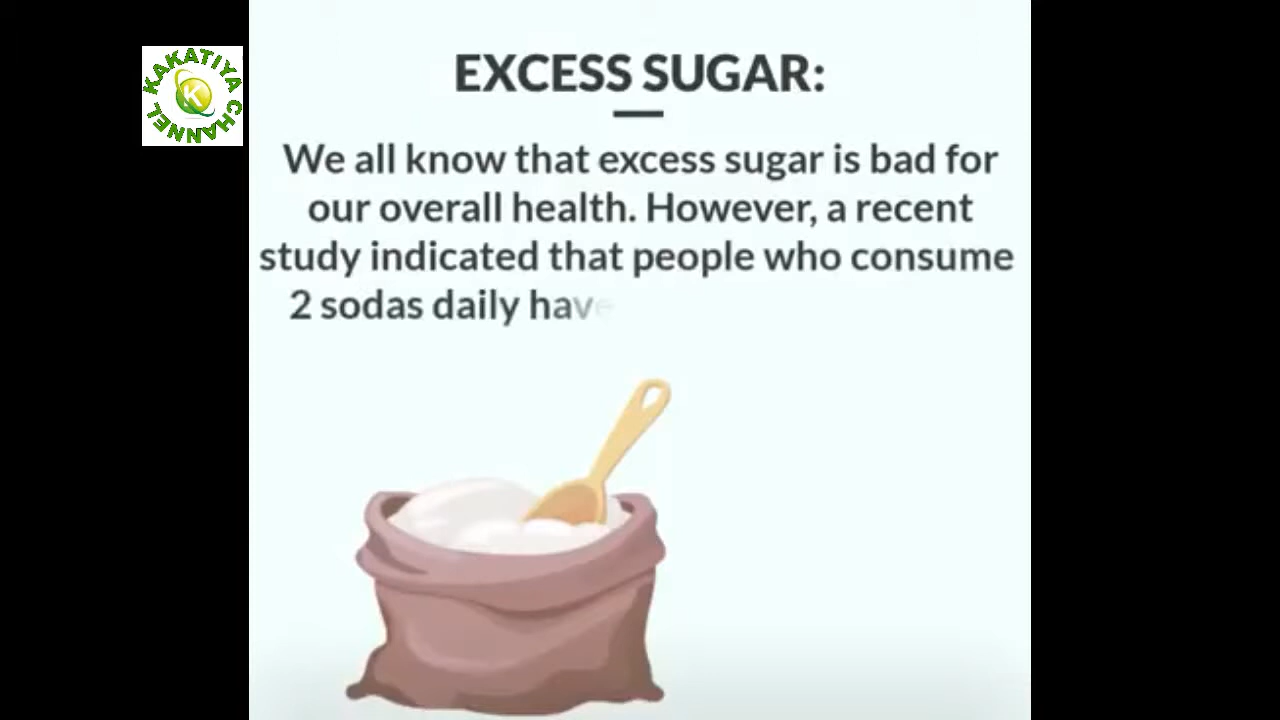 KAKATIYA CHANNEL
K
EXCESS SUGAR:
We all know that excess sugar is bad for
our overall health. However, a recent
study indicated that people who consume
2 sodas daily have